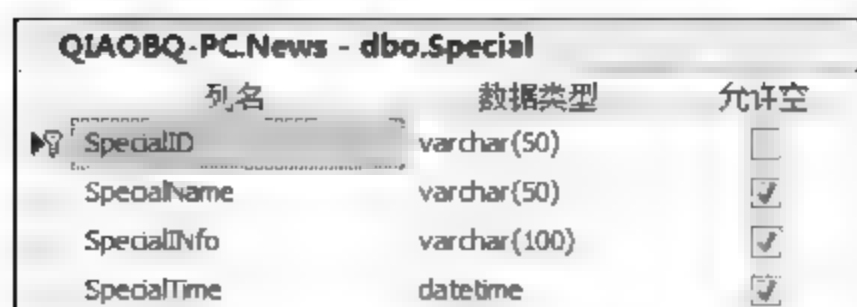 QIAOBQ-PC.News - dbo.Special
列名 数据类型 允许空
SpecialID varchar(50)
SpecialName varchar(50)
SpecialINfo varchar(100)
SpecialTime datetime